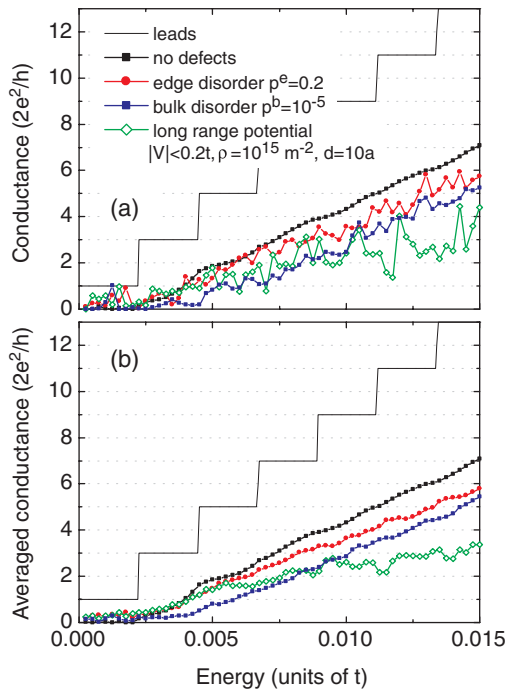 12
10
8
6
4
2
0
Conductance (2e²/h)
leads
no defects
edge disorder pᵉ=0.2
bulk disorder pᵇ=10⁻⁵
long range potential
|V|<0.2t, ρ=10¹⁵ m⁻², d=10a
(a)
12
10
8
6
4
2
0
Averaged conductance (2e²/h)
(b)
0.000 0.005 0.010 0.015
Energy (units of t)